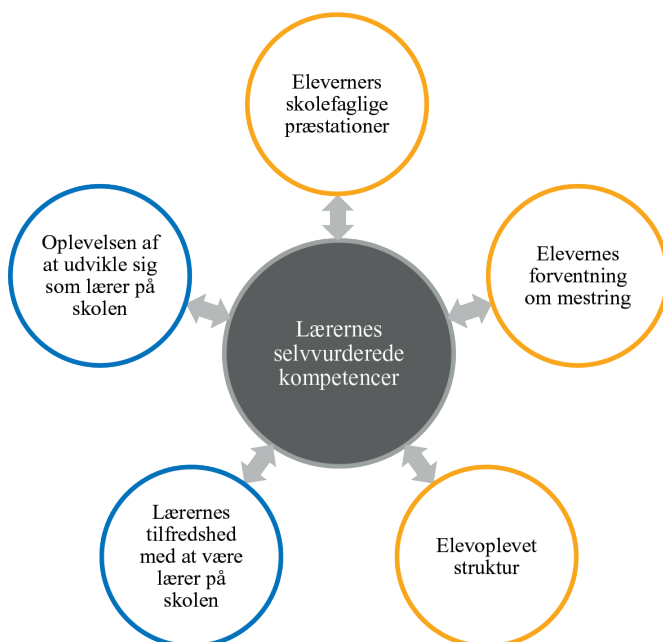 Eleverners
skolefaglige
præstationer
Oplevelsen af
at udvikle sig
som lærer på
skolen
Elevernes
forventning
om mestring
Lærernes
selvvurderede
kompetencer
Lærernes
tilfredshed
med at være
lærer på
skolen
Elevoplevet
struktur